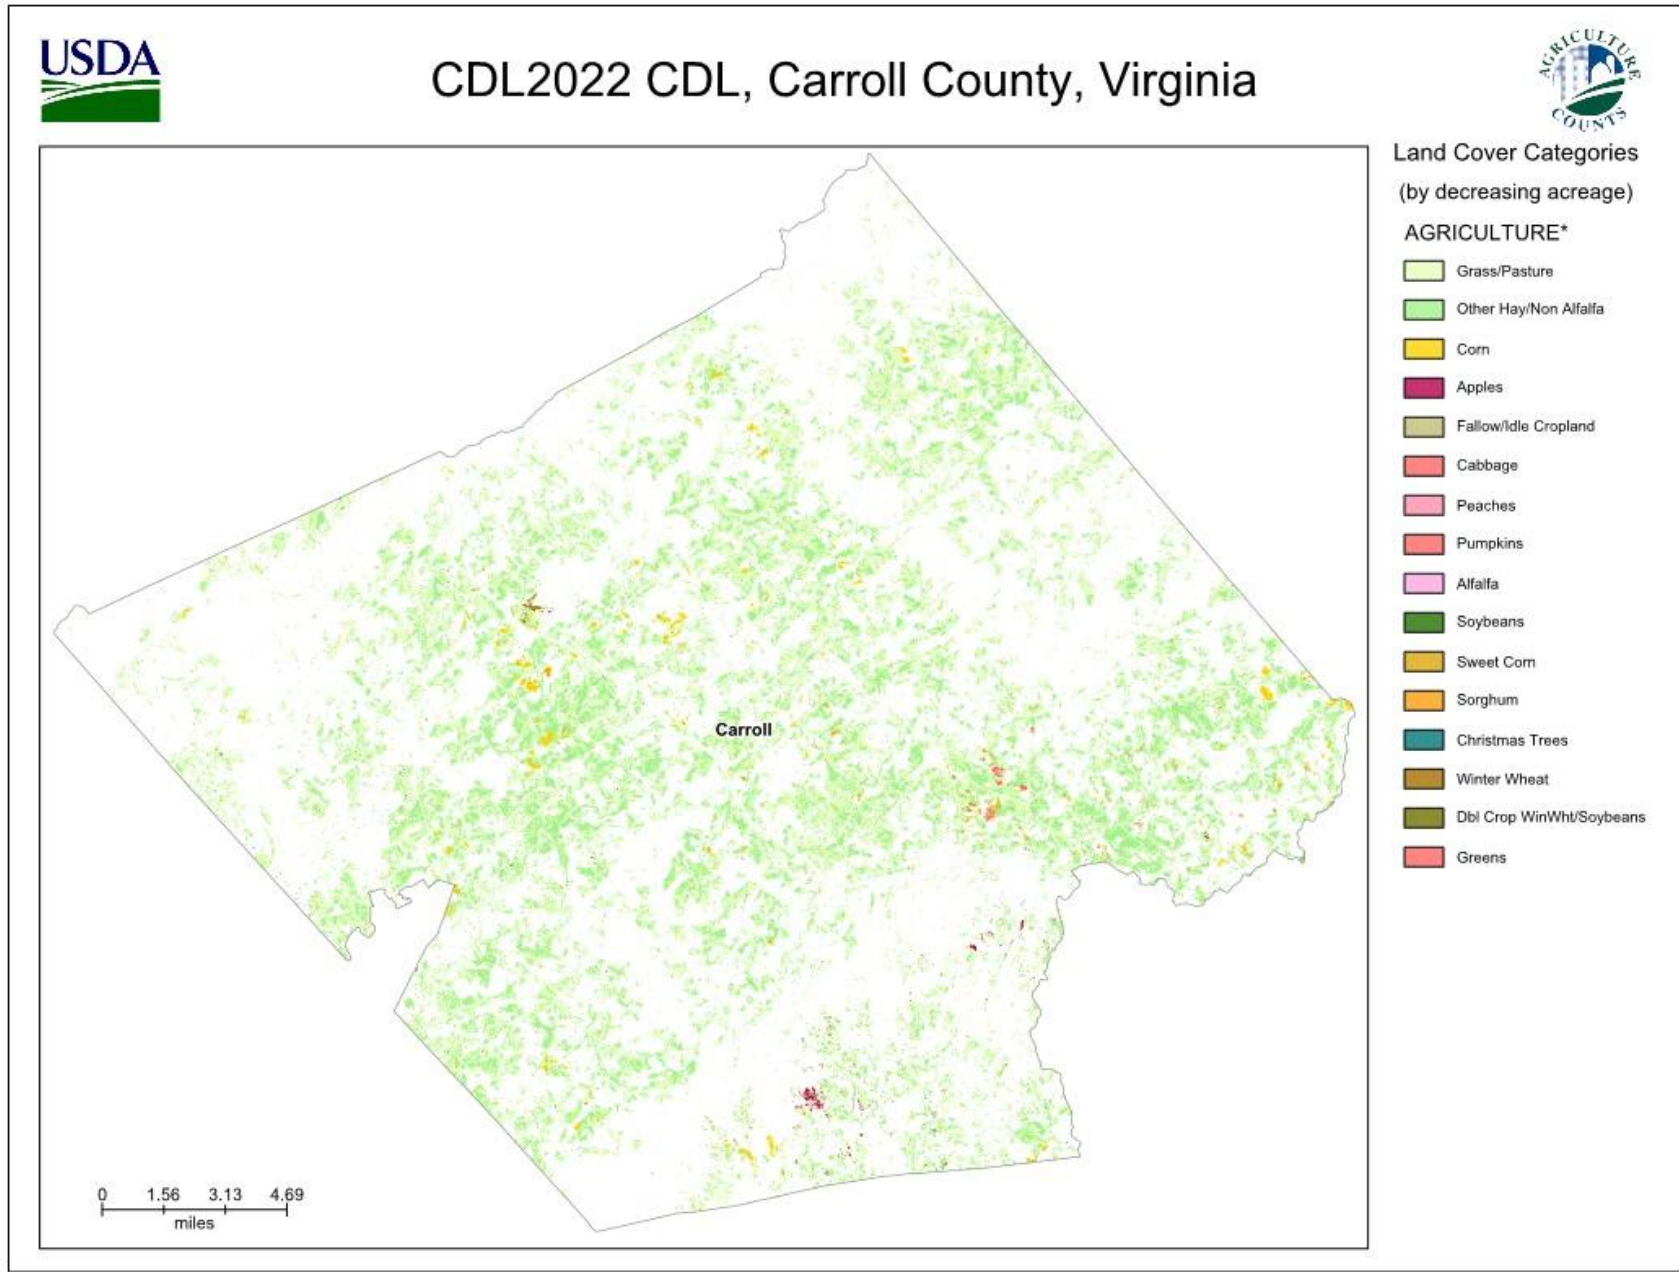 USDA
CDL2022 CDL, Carroll County, Virginia
AGRICULTURE
COUNTS
Land Cover Categories
(by decreasing acreage)
AGRICULTURE*
Grass/Pasture
Other Hay/Non Alfalfa
Corn
Apples
Fallow/Idle Cropland
Cabbage
Peaches
Pumpkins
Alfalfa
Soybeans
Sweet Corn
Sorghum
Christmas Trees
Winter Wheat
Dbl Crop WinWht/Soybeans
Greens
Carroll
0 1.56 3.13 4.69
miles